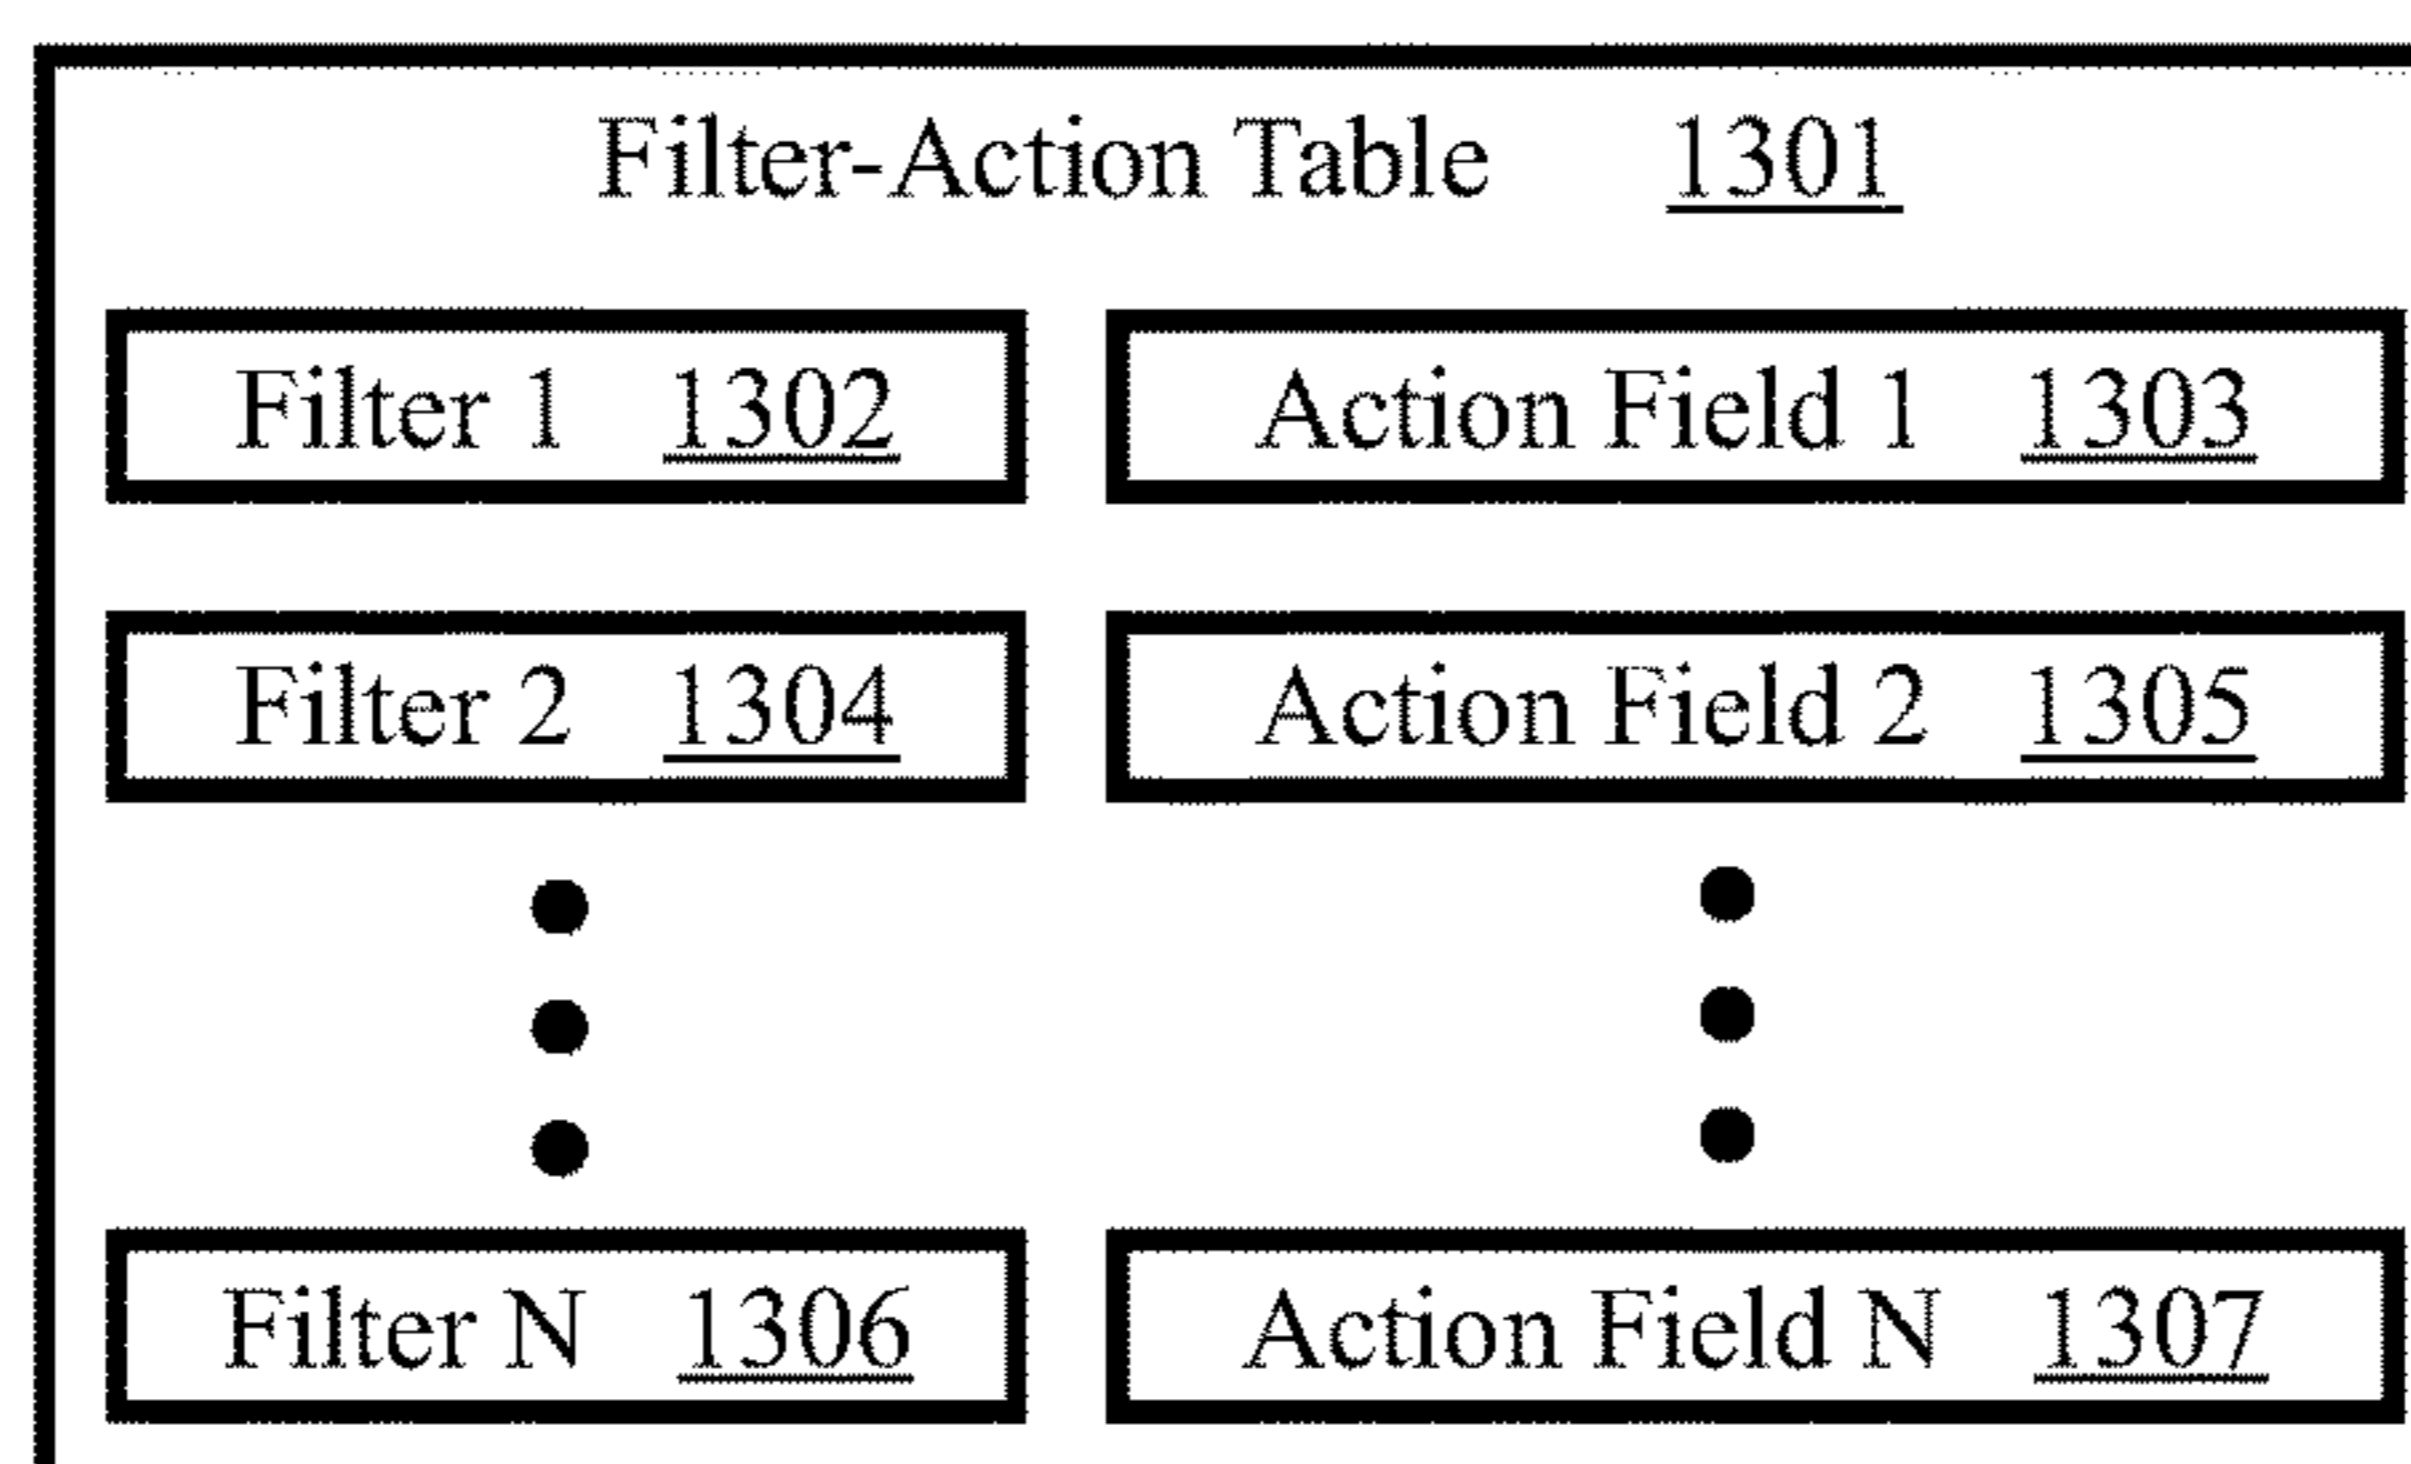 Filter-Action Table 1301
Filter 1 1302 Action Field 1 1303
Filter 2 1304 Action Field 2 1305
Filter N 1306 Action Field N 1307